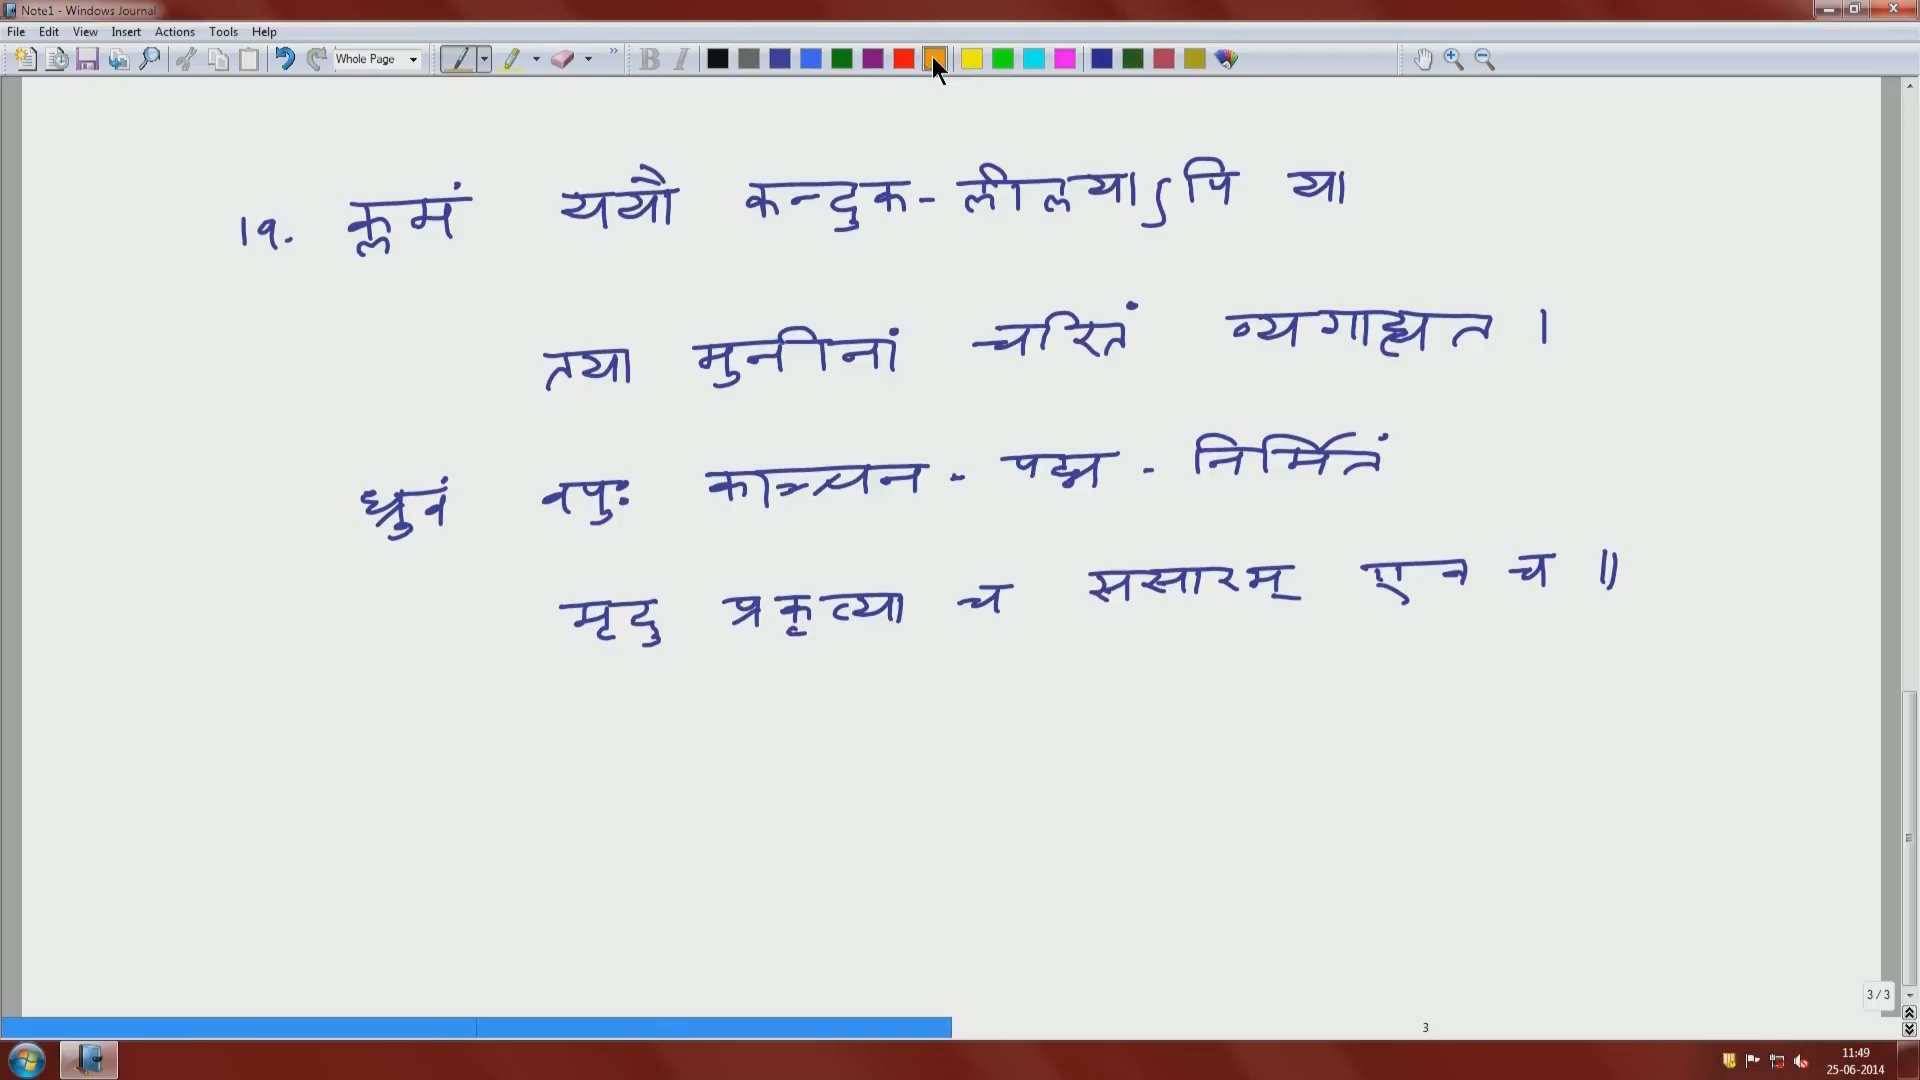 Note1 - Windows Journal
File Edit View Insert Actions Tools Help
Whole Page B I
19. क्लमं ययौ कन्दुक - लीलयाऽपि या
तया मुनीनां चरितं व्यगाह्यत ।
ध्रुवं वपुः काञ्चन - पद्म - निर्मितं
मृदु प्रकृत्या च ससारम् एव च ॥
3 / 3
3
11:49
25-06-2014